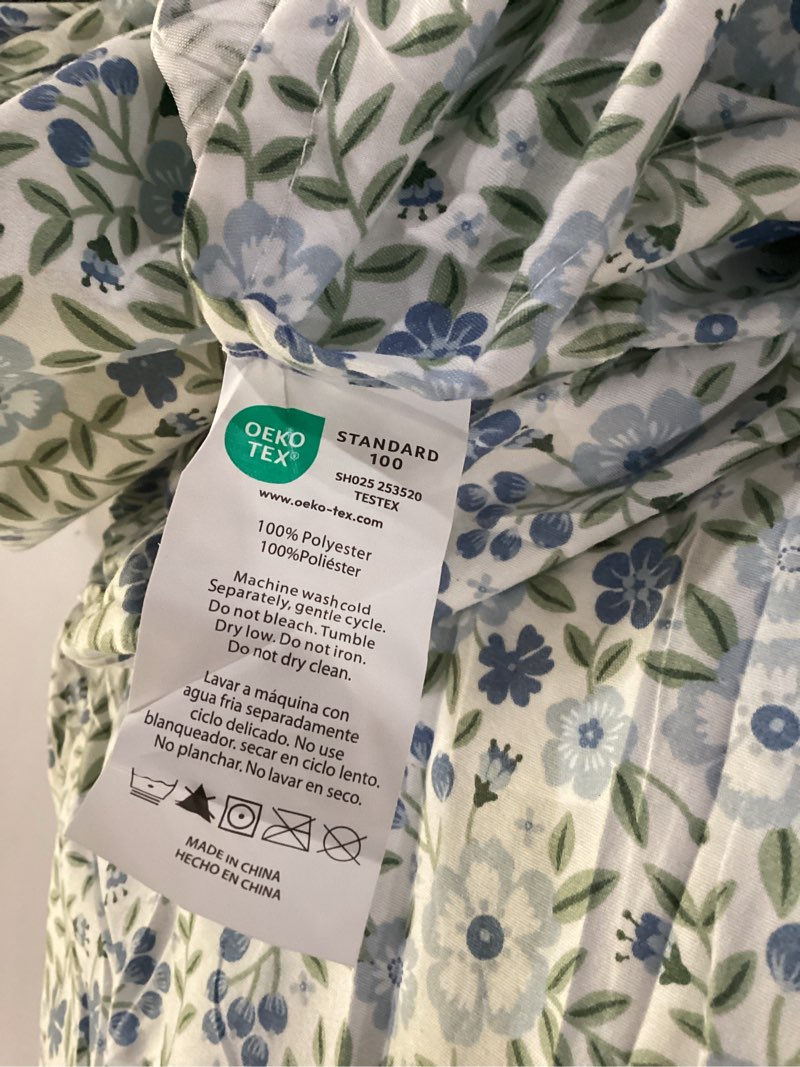 OEKO
TEX®
STANDARD
100
SH025 253520
TESTEX
www.oeko-tex.com
100% Polyester
100%Poliéster
Machine wash cold
Separately, gentle cycle.
Do not bleach. Tumble
Dry low. Do not iron.
Do not dry clean.
Lavar a máquina con
agua fria separadamente
ciclo delicado. No use
blanqueador. secar en ciclo lento.
No planchar. No lavar en seco.
MADE IN CHINA
HECHO EN CHINA